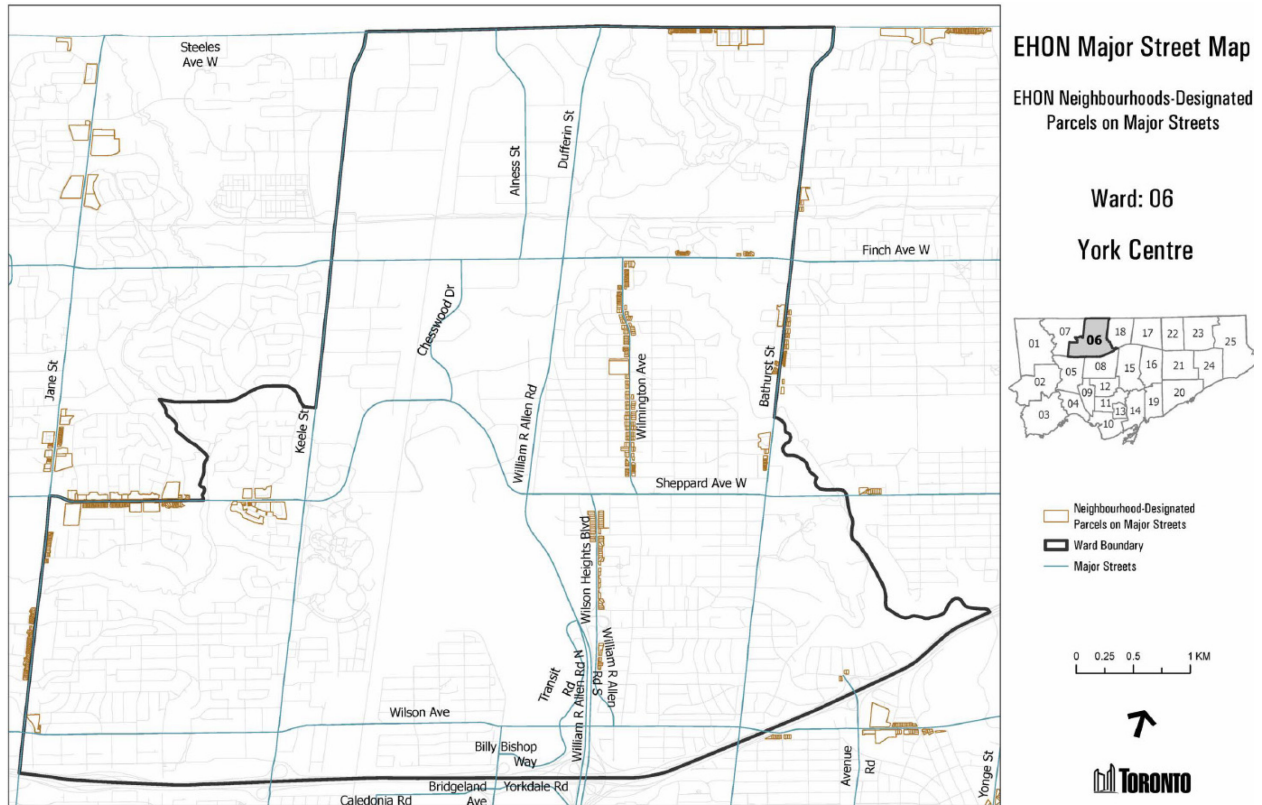 EHON Major Street Map
EHON Neighbourhoods-Designated
Parcels on Major Streets
Ward: 06
York Centre
Steeles
Ave W
Alness St
Dufferin St
Finch Ave W
Chesswood Dr
Jane St
Keele St
William R Allen Rd
Wilmington Ave
Bathurst St
Sheppard Ave W
Wilson Heights Blvd
William R Allen
Rd S
Transit
Rd
William R Allen Rd N
Wilson Ave
Billy Bishop
Way
Bridgeland
Ave
Yorkdale Rd
Caledonia Rd
Avenue
Rd
Yonge St
01
07
06
18
17
22
23
25
05
08
15
16
21
24
02
09
12
03
04
11
13
14
19
20
10
Neighbourhood-Designated
Parcels on Major Streets
Ward Boundary
Major Streets
0 0.25 0.5 1 KM
TORONTO